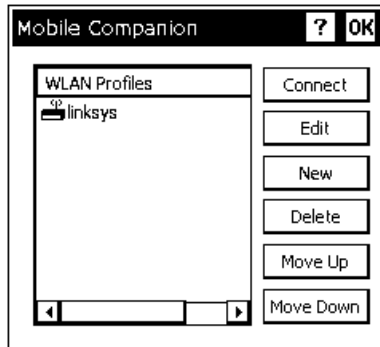 Mobile Companion ? OK
WLAN Profiles
linksys
Connect
Edit
New
Delete
Move Up
Move Down